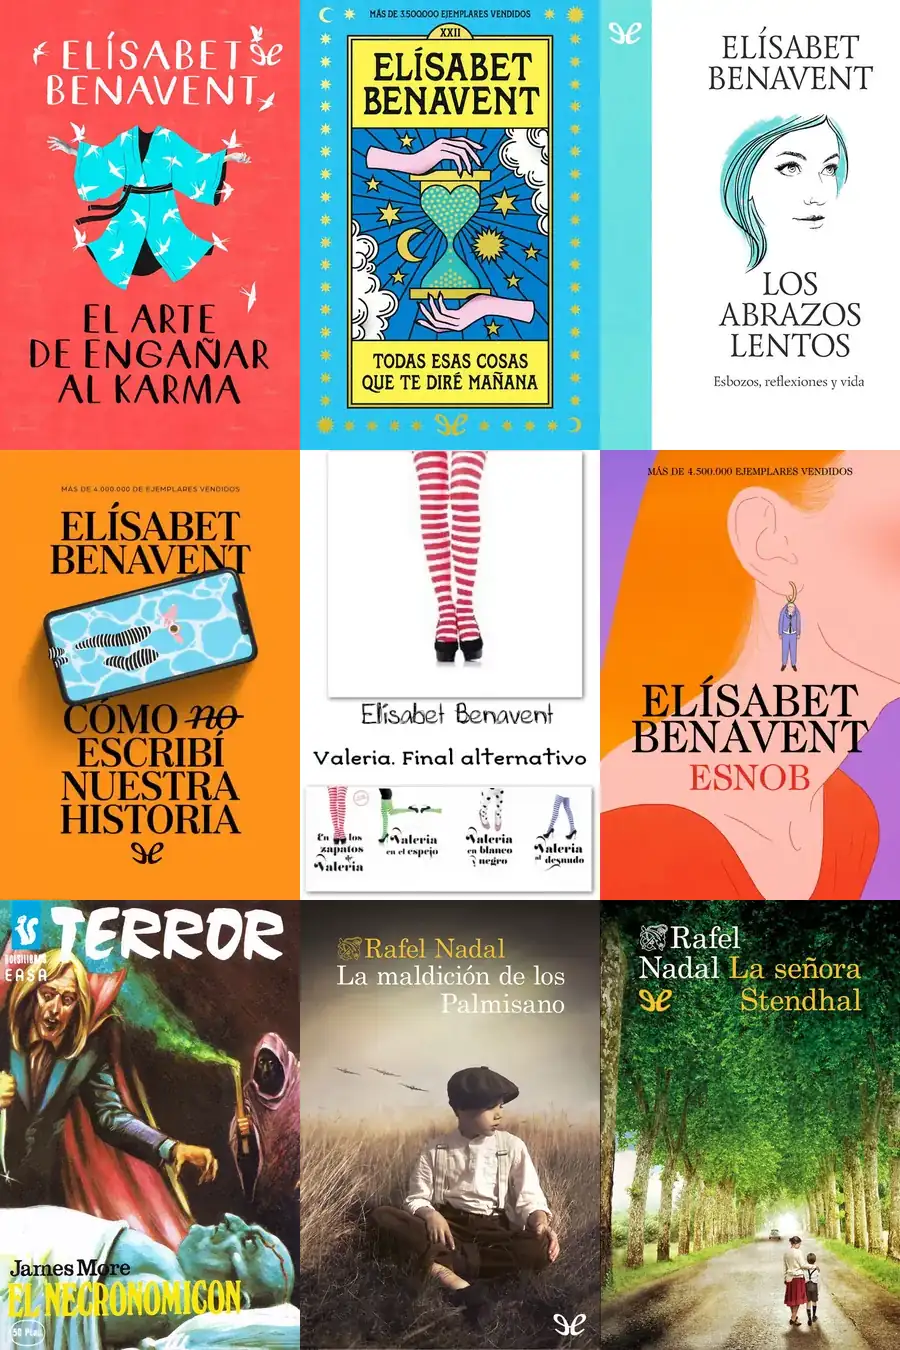 ELÍSABET
BENAVENT
EL ARTE
DE ENGAÑAR
AL KARMA
MÁS DE 3.500.000 EJEMPLARES VENDIDOS
XXII
ELÍSABET
BENAVENT
TODAS ESAS COSAS
QUE TE DIRÉ MAÑANA
ELÍSABET
BENAVENT
LOS
ABRAZOS
LENTOS
Esbozos, reflexiones y vida
MÁS DE 4.000.000 DE EJEMPLARES VENDIDOS
ELÍSABET
BENAVENT
CÓMO no
ESCRIBÍ
NUESTRA
HISTORIA
Elísabet Benavent
Valeria. Final alternativo
En los
zapatos
de
Valeria
Valeria
en el espejo
Valeria
en blanco
y negro
Valeria
al desnudo
MÁS DE 4.500.000 EJEMPLARES VENDIDOS
ELÍSABET
BENAVENT
ESNOB
TERROR
BOLSILIBROS
EASA
James More
EL NECRONOMICON
50 Ptas.
Rafel Nadal
La maldición de los
Palmisano
Rafel
Nadal La señora
Stendhal